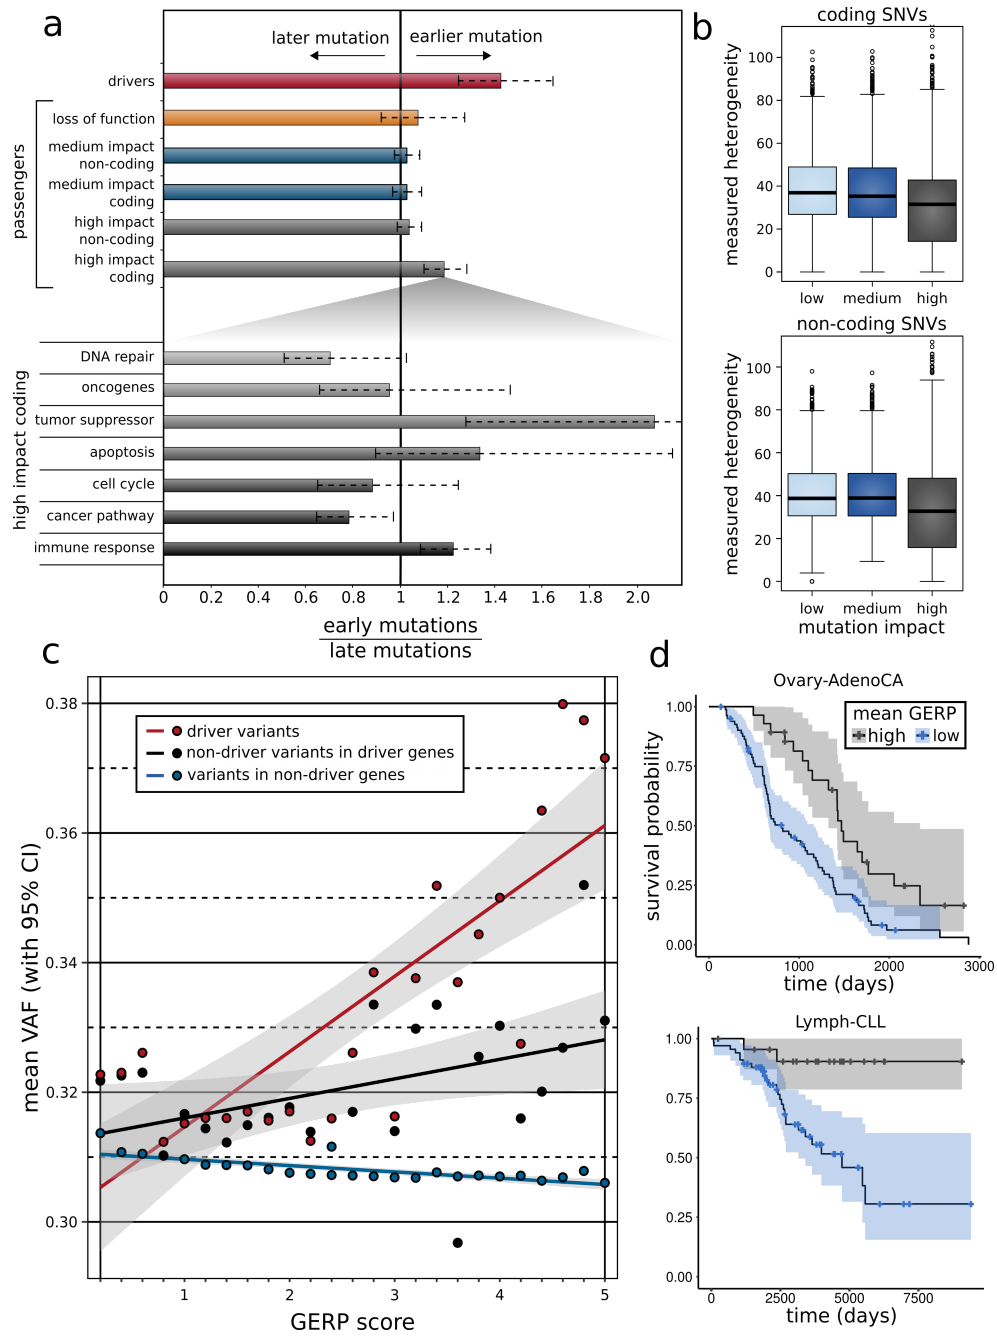 a
later mutation
earlier mutation
drivers
passengers
loss of function
medium impact
non-coding
medium impact
coding
high impact
non-coding
high impact
coding
high impact coding
DNA repair
oncogenes
tumor suppressor
apoptosis
cell cycle
cancer pathway
immune response
0 0.2 0.4 0.6 0.8 1 1.2 1.4 1.6 1.8 2.0
early mutations
late mutations
b
coding SNVs
measured heterogeneity
100
80
60
40
20
0
low medium high
non-coding SNVs
measured heterogeneity
100
80
60
40
20
0
low medium high
mutation impact
c
mean VAF (with 95% CI)
0.38
0.36
0.34
0.32
0.30
driver variants
non-driver variants in driver genes
variants in non-driver genes
1 2 3 4 5
GERP score
d
Ovary-AdenoCA
mean GERP
high low
survival probability
1.00
0.75
0.50
0.25
0.00
0 1000 2000 3000
time (days)
Lymph-CLL
1.00
0.75
0.50
0.25
0.00
0 2500 5000 7500
time (days)